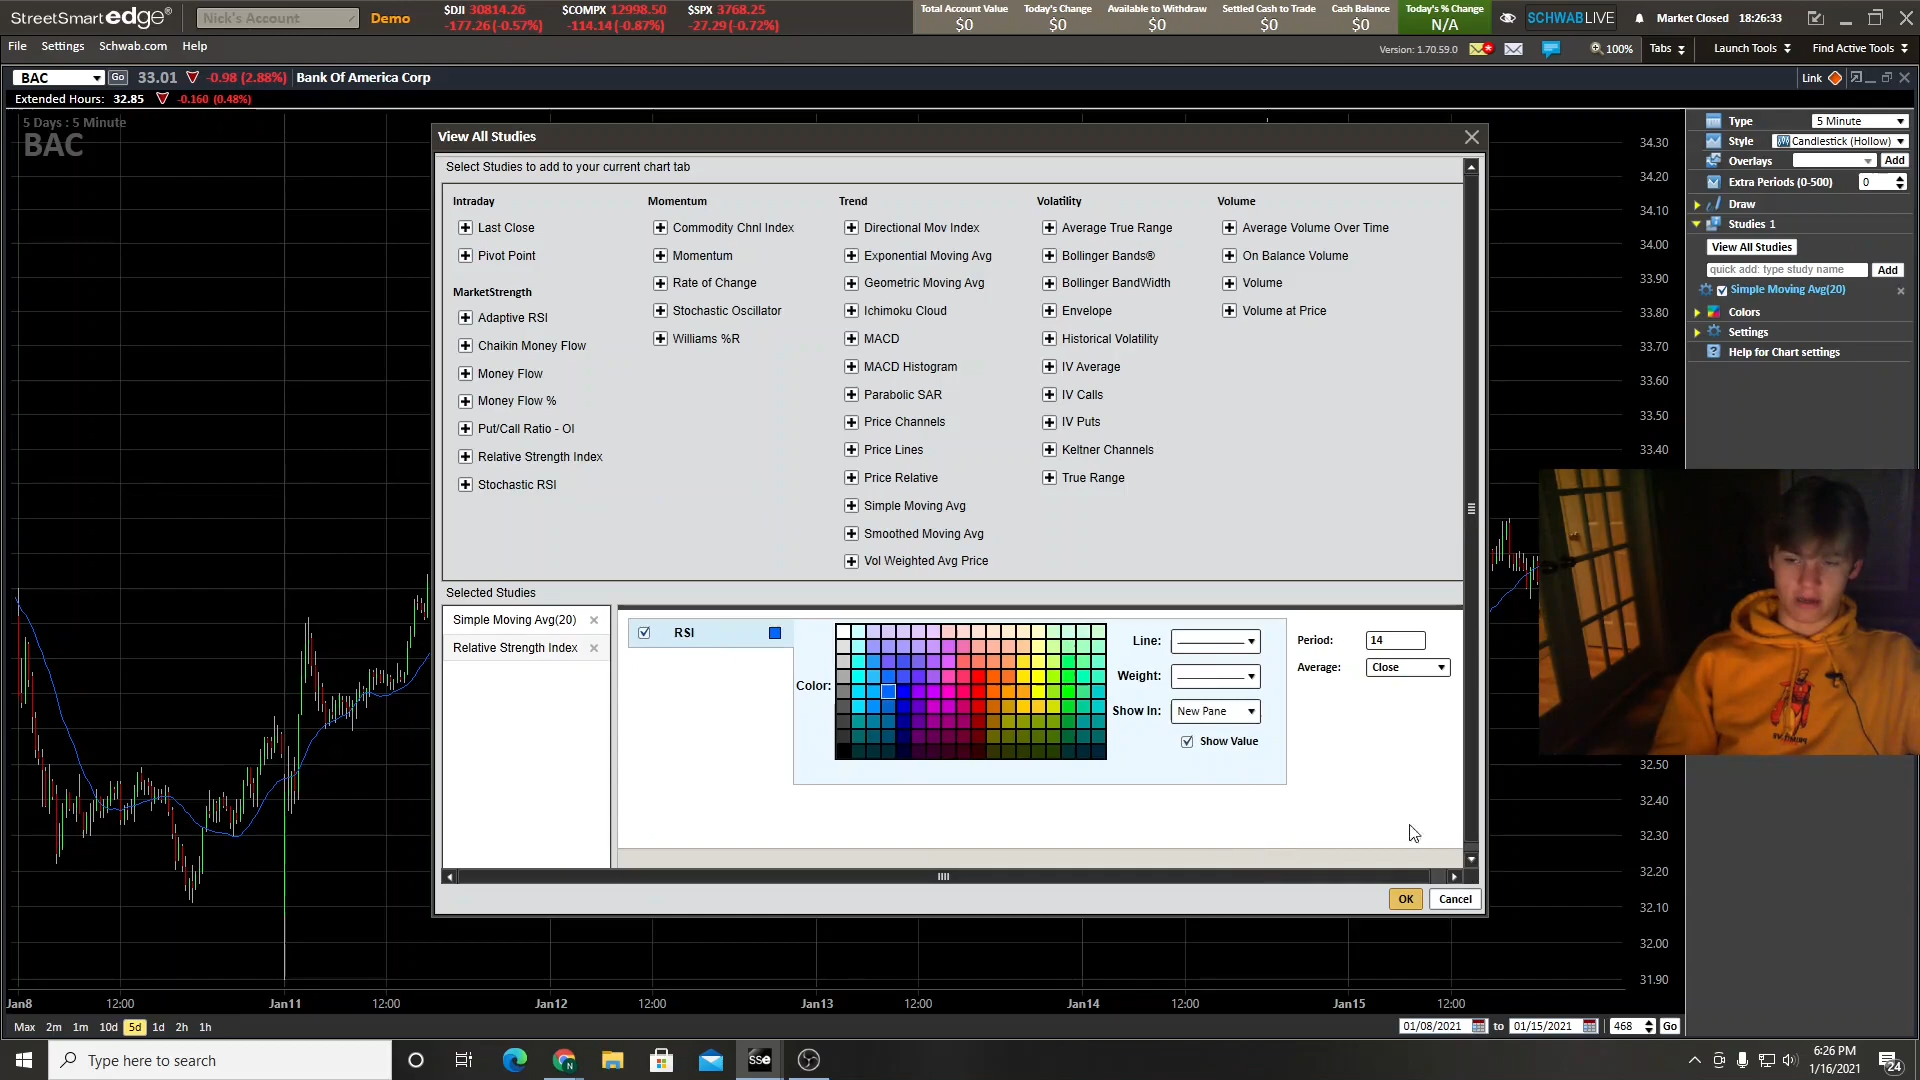 StreetSmartedge®
Nick's Account
Demo
$DJI 30814.26
-177.26 (-0.57%)
$COMPX 12998.50
-114.14 (-0.87%)
$SPX 3768.25
-27.29 (-0.72%)
Total Account Value
$0
Today's Change
$0
Available to Withdraw
$0
Settled Cash to Trade
$0
Cash Balance
$0
Today's % Change
N/A
SCHWABLIVE
Market Closed 18:26:33
File Settings Schwab.com Help
Version: 1.70.59.0
100%
Tabs
Launch Tools
Find Active Tools
BAC
Go
33.01 -0.98 (2.88%)
Bank Of America Corp
Link
Extended Hours: 32.85 -0.160 (0.48%)
5 Days : 5 Minute
BAC
View All Studies
Select Studies to add to your current chart tab
Intraday
Last Close
Pivot Point
MarketStrength
Adaptive RSI
Chaikin Money Flow
Money Flow
Money Flow %
Put/Call Ratio - OI
Relative Strength Index
Stochastic RSI
Momentum
Commodity Chnl Index
Momentum
Rate of Change
Stochastic Oscillator
Williams %R
Trend
Directional Mov Index
Exponential Moving Avg
Geometric Moving Avg
Ichimoku Cloud
MACD
MACD Histogram
Parabolic SAR
Price Channels
Price Lines
Price Relative
Simple Moving Avg
Smoothed Moving Avg
Vol Weighted Avg Price
Volatility
Average True Range
Bollinger Bands®
Bollinger BandWidth
Envelope
Historical Volatility
IV Average
IV Calls
IV Puts
Keltner Channels
True Range
Volume
Average Volume Over Time
On Balance Volume
Volume
Volume at Price
Selected Studies
Simple Moving Avg(20)
Relative Strength Index
RSI
Color:
Line:
Weight:
Show In: New Pane
Show Value
Period: 14
Average: Close
OK
Cancel
34.30
34.20
34.10
34.00
33.90
33.80
33.70
33.60
33.50
33.40
32.50
32.40
32.30
32.20
32.10
32.00
31.90
Type 5 Minute
Style Candlestick (Hollow)
Overlays Add
Extra Periods (0-500) 0
Draw
Studies 1
View All Studies
quick add: type study name Add
Simple Moving Avg(20)
Colors
Settings
Help for Chart settings
Jan8 12:00 Jan11 12:00 Jan12 12:00 Jan13 12:00 Jan14 12:00 Jan15 12:00
Max 2m 1m 10d 5d 1d 2h 1h
01/08/2021 to 01/15/2021 468 Go
Type here to search
SSe
6:26 PM
1/16/2021
24